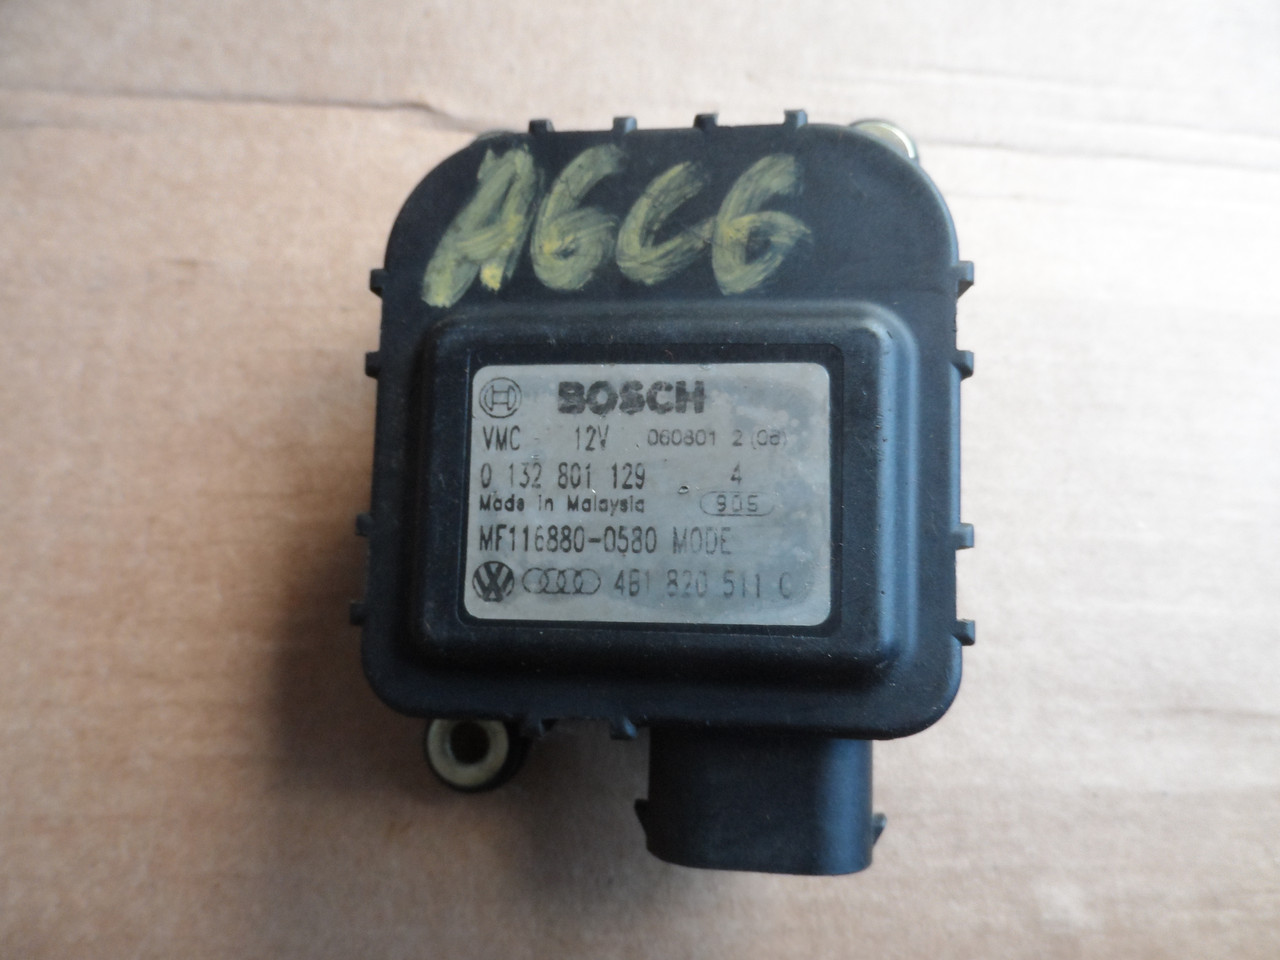 A6C6
BOSCH
VMC 12V 060801 2 (08)
0 132 801 129 4
Made in Malaysia 905
MF116880-0580 MODE
VW 4B1 820 511 C